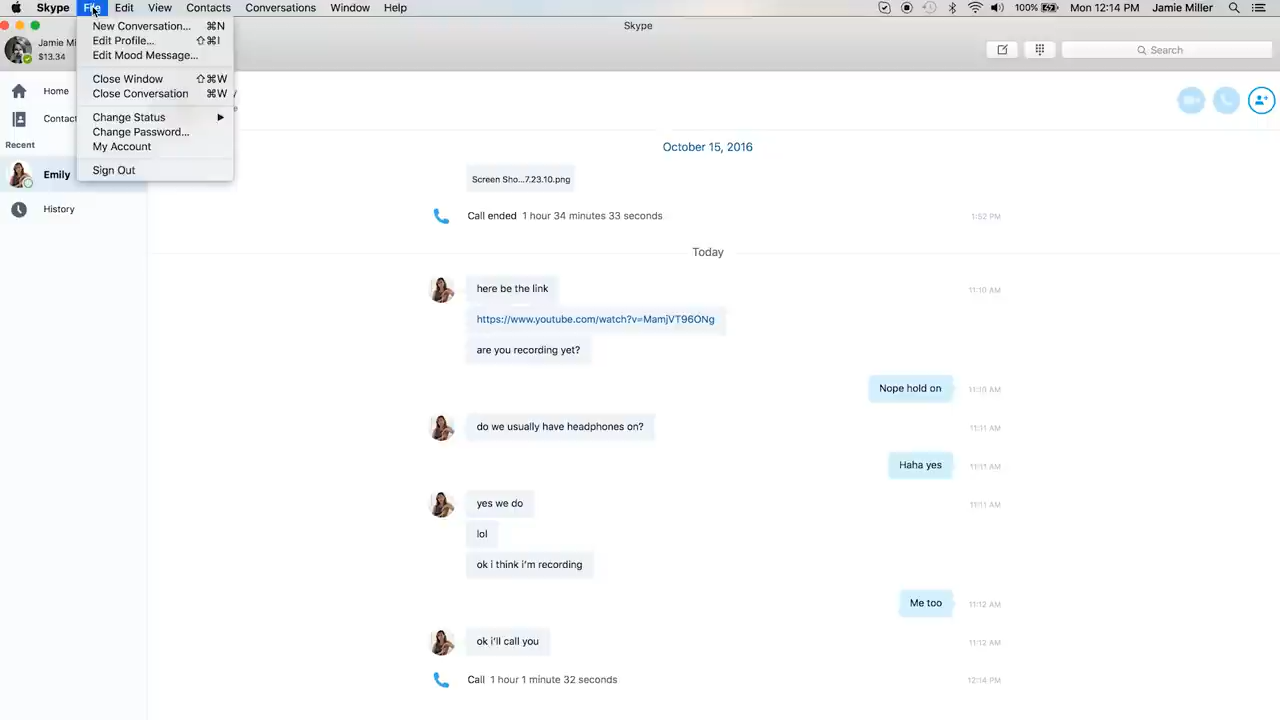 Skype File Edit View Contacts Conversations Window Help 100% Mon 12:14 PM Jamie Miller
Skype
New Conversation... ⌘N
Edit Profile... ⇧⌘I
Edit Mood Message...
Close Window ⇧⌘W
Close Conversation ⌘W
Change Status ▶
Change Password...
My Account
Sign Out
Jamie Mi
$13.34
Search
Home
Contact
Recent
Emily
History
October 15, 2016
Screen Sho...7.23.10.png
Call ended 1 hour 34 minutes 33 seconds 1:52 PM
Today
here be the link 11:10 AM
https://www.youtube.com/watch?v=MamjVT96ONg
are you recording yet?
Nope hold on 11:10 AM
do we usually have headphones on? 11:11 AM
Haha yes 11:11 AM
yes we do 11:11 AM
lol
ok i think i'm recording
Me too 11:12 AM
ok i'll call you 11:12 AM
Call 1 hour 1 minute 32 seconds 12:14 PM